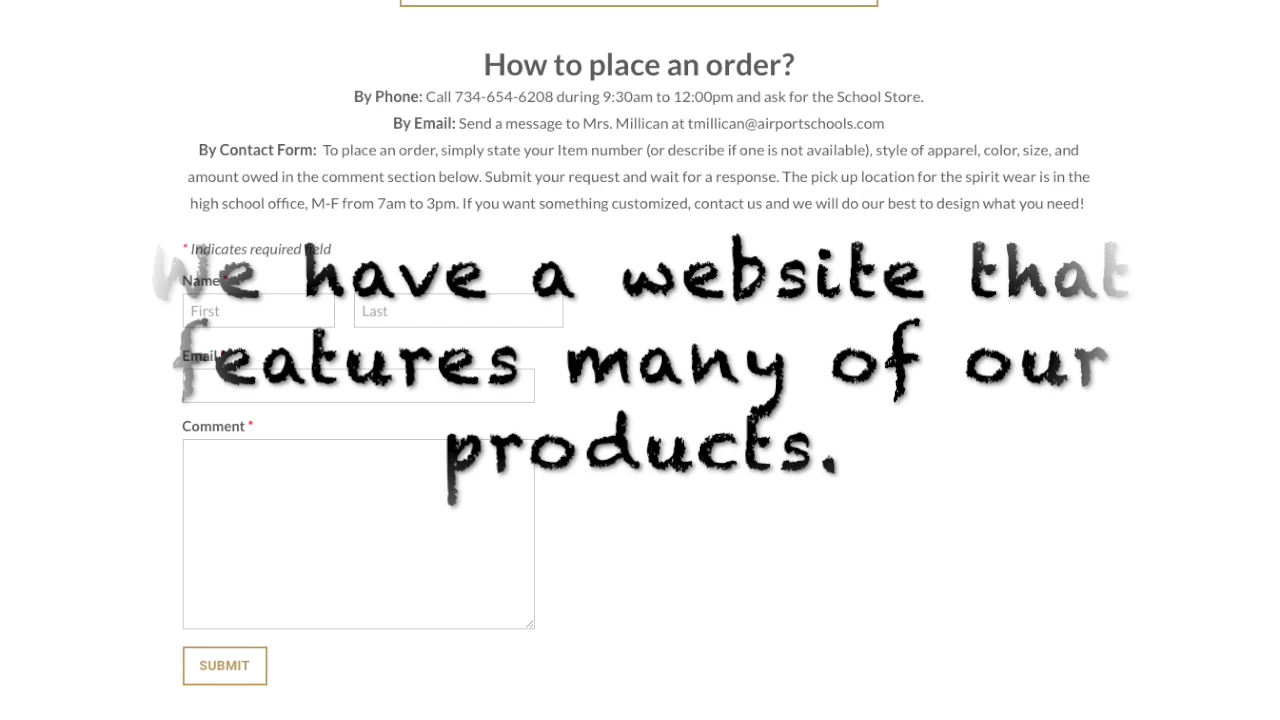 How to place an order?
By Phone: Call 734-654-6208 during 9:30am to 12:00pm and ask for the School Store.
By Email: Send a message to Mrs. Millican at tmillican@airportschools.com
By Contact Form: To place an order, simply state your Item number (or describe if one is not available), style of apparel, color, size, and
amount owed in the comment section below. Submit your request and wait for a response. The pick up location for the spirit wear is in the
high school office, M-F from 7am to 3pm. If you want something customized, contact us and we will do our best to design what you need!
* Indicates required field
We have a website that
Name *
First Last
features many of our
Email *
Comment *
products.
SUBMIT